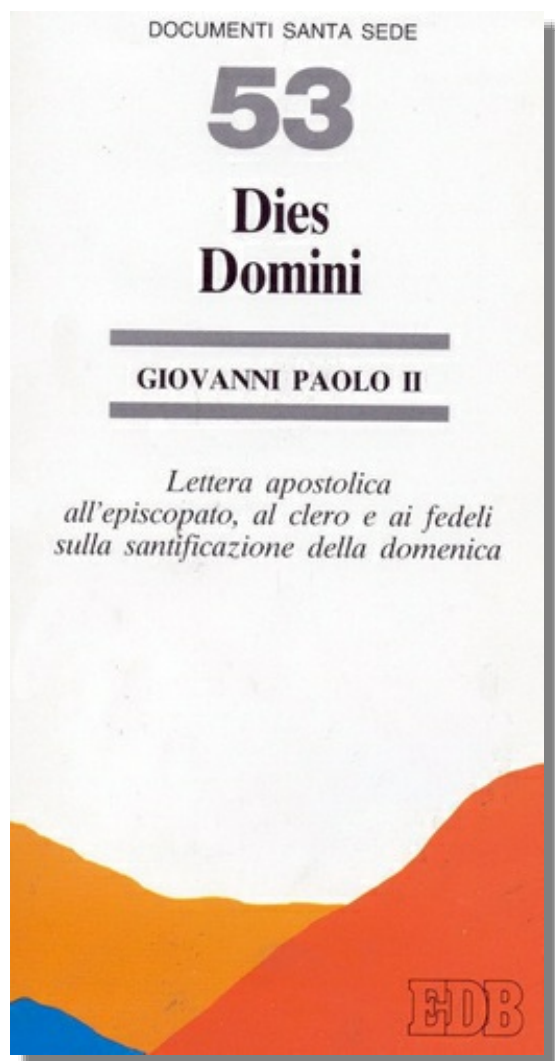 DOCUMENTI SANTA SEDE
53
Dies
Domini
GIOVANNI PAOLO II
Lettera apostolica
all'episcopato, al clero e ai fedeli
sulla santificazione della domenica
EDB